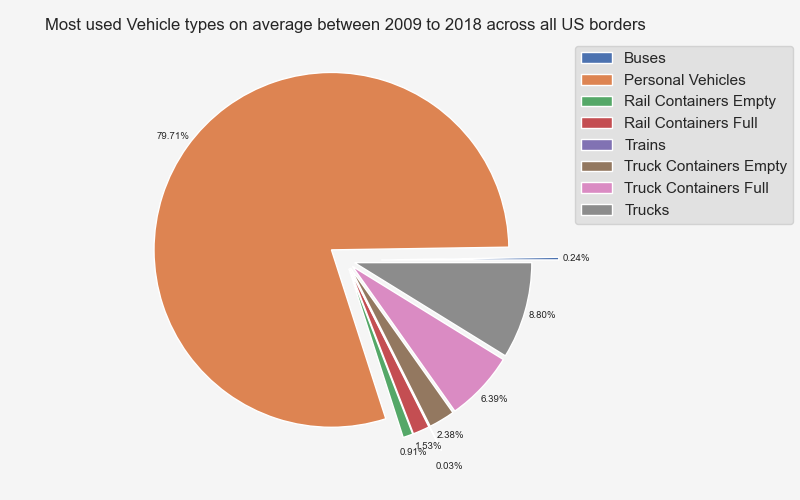 Most used Vehicle types on average between 2009 to 2018 across all US borders
Buses
Personal Vehicles
Rail Containers Empty
Rail Containers Full
Trains
Truck Containers Empty
Truck Containers Full
Trucks
79.71%
0.24%
8.80%
6.39%
2.38%
1.53%
0.91%
0.03%